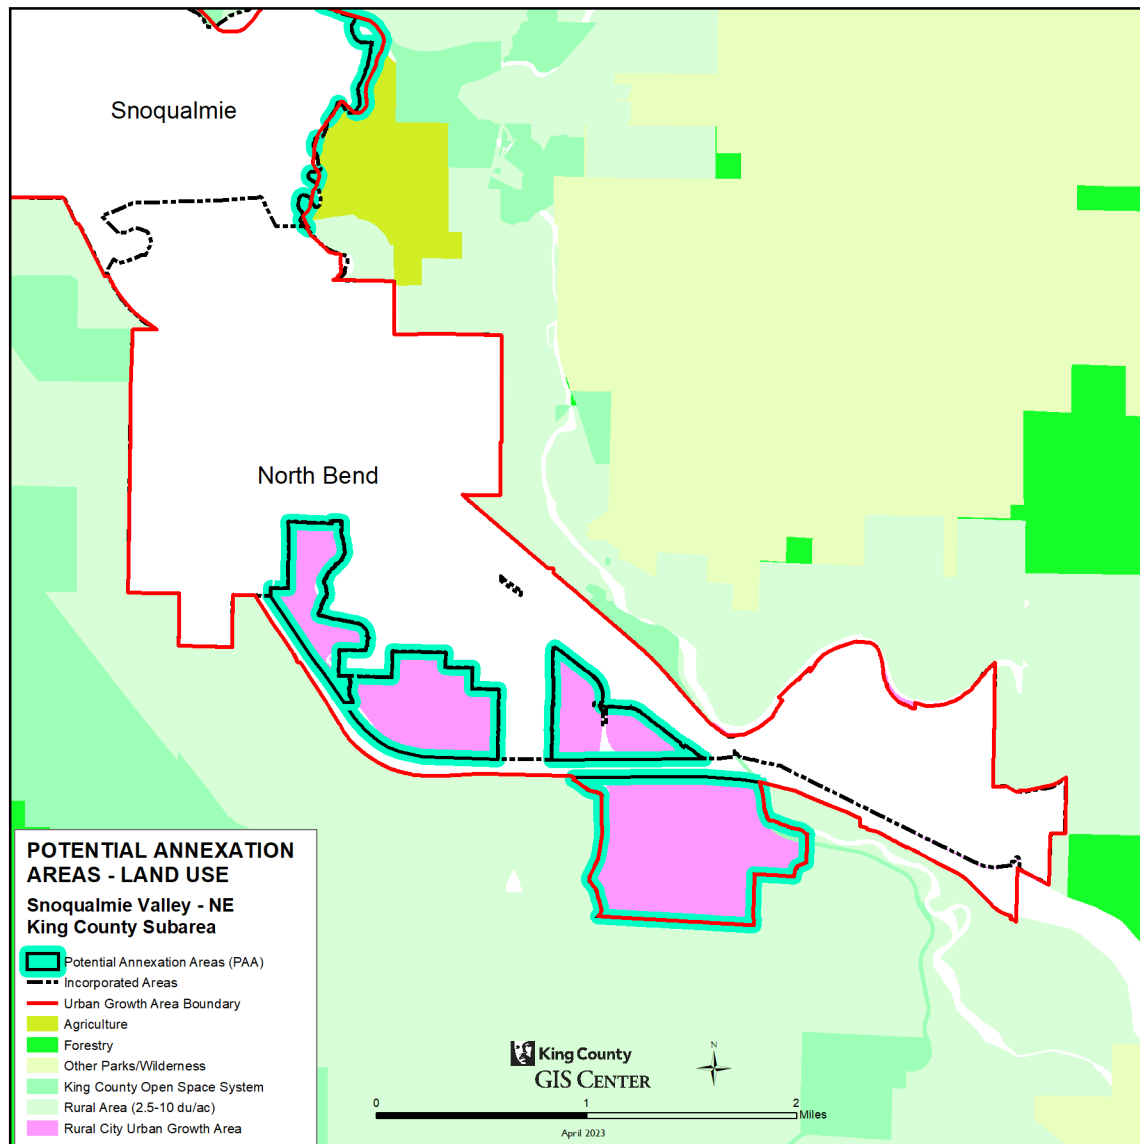 Snoqualmie
North Bend
POTENTIAL ANNEXATION
AREAS - LAND USE
Snoqualmie Valley - NE
King County Subarea
Potential Annexation Areas (PAA)
Incorporated Areas
Urban Growth Area Boundary
Agriculture
Forestry
Other Parks/Wilderness
King County Open Space System
Rural Area (2.5-10 du/ac)
Rural City Urban Growth Area
King County
GIS CENTER
N
0 1 2
Miles
April 2023